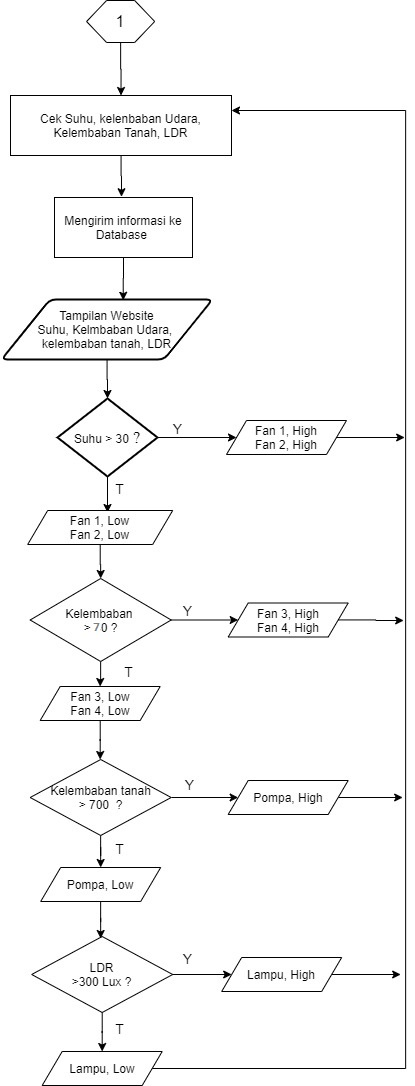 1
Cek Suhu, kelenbaban Udara,
Kelembaban Tanah, LDR
Mengirim informasi ke
Database
Tampilan Website
Suhu, Kelmbaban Udara,
kelembaban tanah, LDR
Suhu > 30 ?
Y
Fan 1, High
Fan 2, High
T
Fan 1, Low
Fan 2, Low
Kelembaban
> 70 ?
Y
Fan 3, High
Fan 4, High
T
Fan 3, Low
Fan 4, Low
Kelembaban tanah
> 700 ?
Y
Pompa, High
T
Pompa, Low
LDR
>300 Lux ?
Y
Lampu, High
T
Lampu, Low